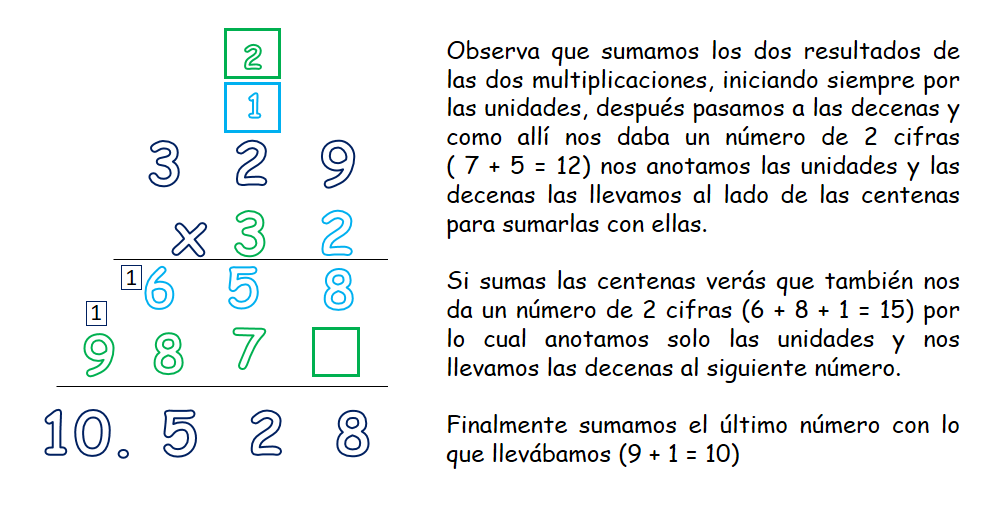 2
1
3 2 9
x 3 2
1 6 5 8
1
9 8 7
10. 5 2 8
Observa que sumamos los dos resultados de
las dos multiplicaciones, iniciando siempre por
las unidades, después pasamos a las decenas y
como allí nos daba un número de 2 cifras
( 7 + 5 = 12) nos anotamos las unidades y las
decenas las llevamos al lado de las centenas
para sumarlas con ellas.
Si sumas las centenas verás que también nos
da un número de 2 cifras (6 + 8 + 1 = 15) por
lo cual anotamos solo las unidades y nos
llevamos las decenas al siguiente número.
Finalmente sumamos el último número con lo
que llevábamos (9 + 1 = 10)